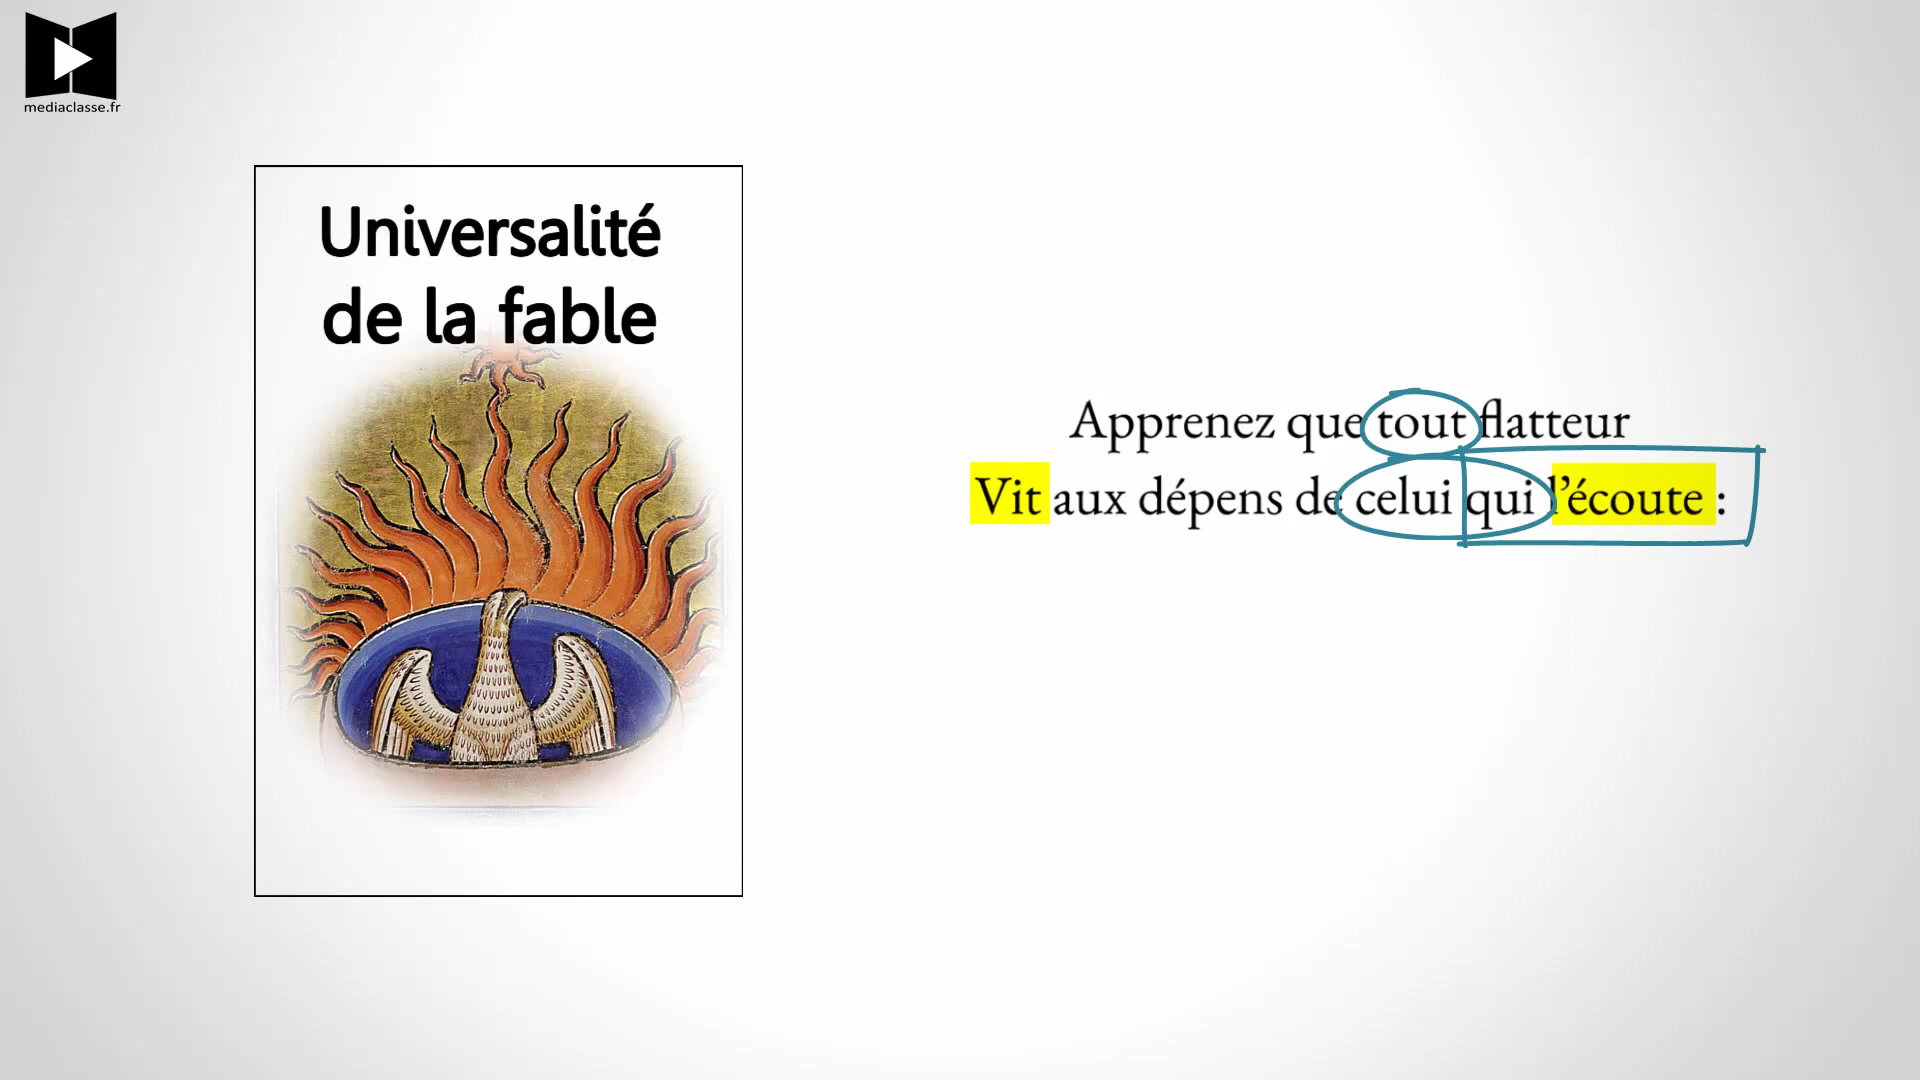 mediaclasse.fr
Universalité
de la fable
Apprenez que tout flatteur
Vit aux dépens de celui qui l’écoute :